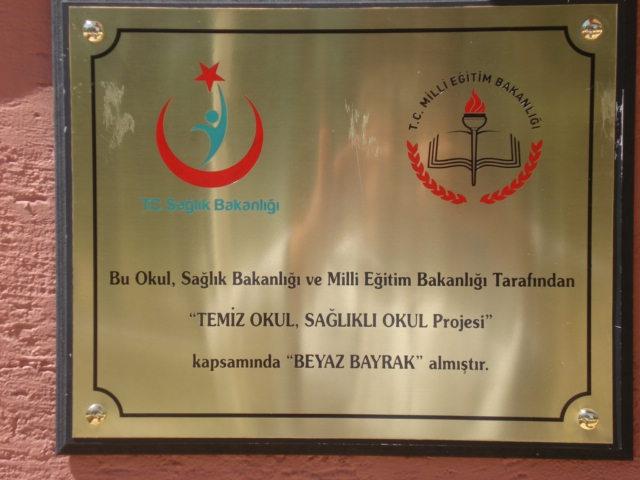 T.C. Sağlık Bakanlığı
T.C. MİLLİ EĞİTİM BAKANLIĞI
Bu Okul, Sağlık Bakanlığı ve Milli Eğitim Bakanlığı Tarafından
“TEMİZ OKUL, SAĞLIKLI OKUL Projesi”
kapsamında “BEYAZ BAYRAK” almıştır.